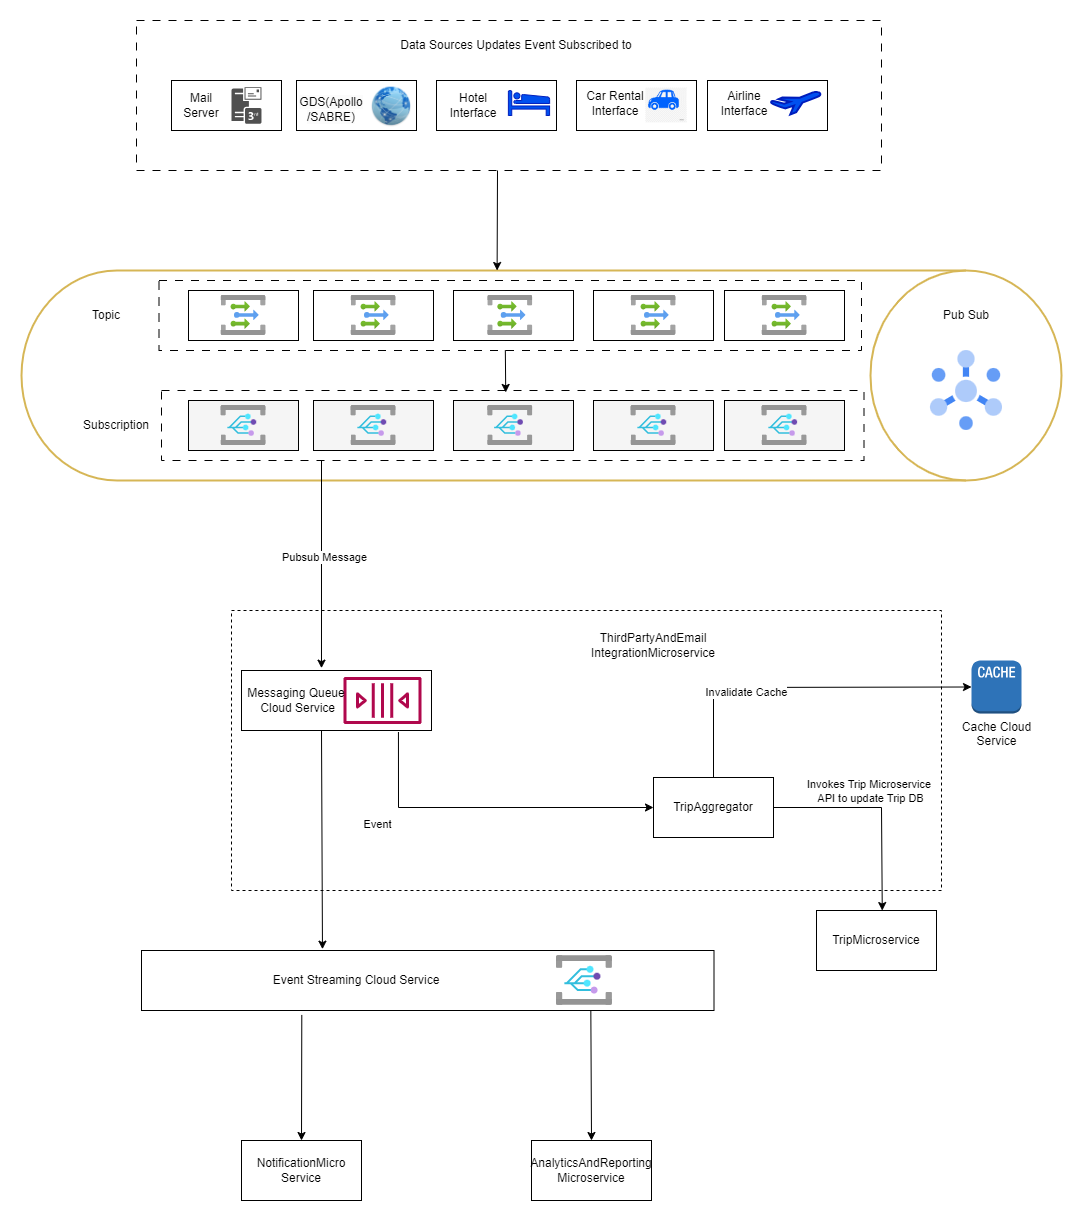 Data Sources Updates Event Subscribed to
Mail
Server
3rd
GDS(Apollo
/SABRE)
Hotel
Interface
Car Rental
Interface
Airline
Interface
Topic
Pub Sub
Subscription
Pubsub Message
ThirdPartyAndEmail
IntegrationMicroservice
Messaging Queue
Cloud Service
Invalidate Cache
CACHE
Cache Cloud
Service
Invokes Trip Microservice
API to update Trip DB
TripAggregator
Event
TripMicroservice
Event Streaming Cloud Service
NotificationMicro
Service
AnalyticsAndReporting
Microservice